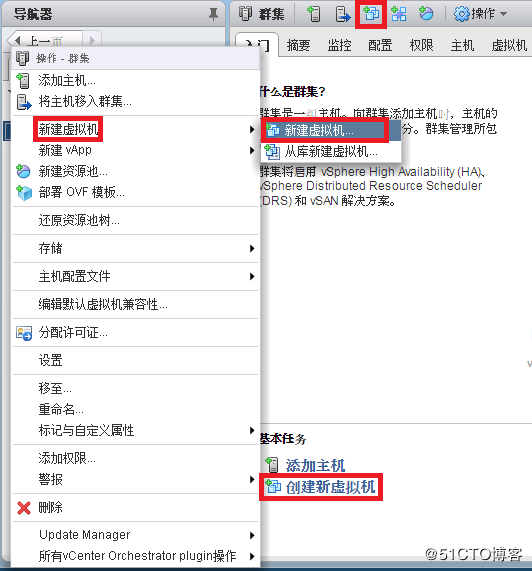 导航器
群集
操作
上一页
入门
摘要
监控
配置
权限
主机
虚拟机
操作 - 群集
添加主机...
将主机移入群集...
新建虚拟机
新建 vApp
新建资源池...
部署 OVF 模板...
还原资源池树...
存储
主机配置文件
编辑默认虚拟机兼容性...
分配许可证...
设置
移至...
重命名...
标记与自定义属性
添加权限...
警报
删除
Update Manager
所有vCenter Orchestrator plugin操作
新建虚拟机...
从库新建虚拟机...
什么是群集?
群集是一组主机。向群集添加主机时，主机的
分。群集管理所包
群集将启用 vSphere High Availability (HA)、
vSphere Distributed Resource Scheduler
(DRS) 和 vSAN 解决方案。
基本任务
添加主机
创建新虚拟机
@51CTO博客